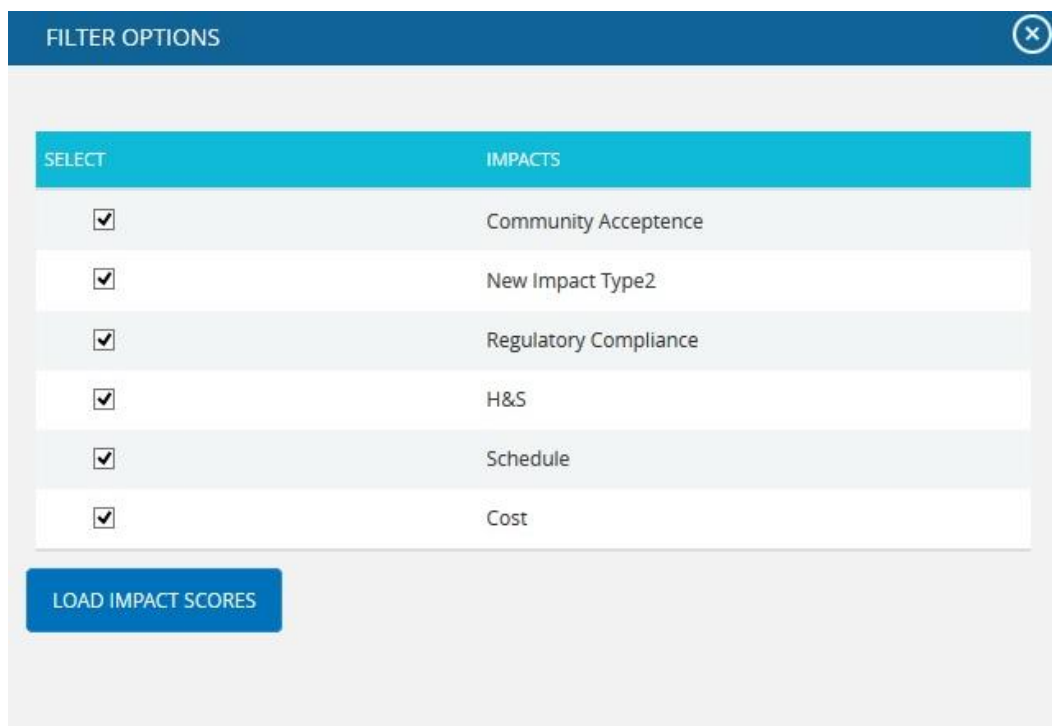 FILTER OPTIONS
SELECT IMPACTS
Community Acceptence
New Impact Type2
Regulatory Compliance
H&S
Schedule
Cost
LOAD IMPACT SCORES